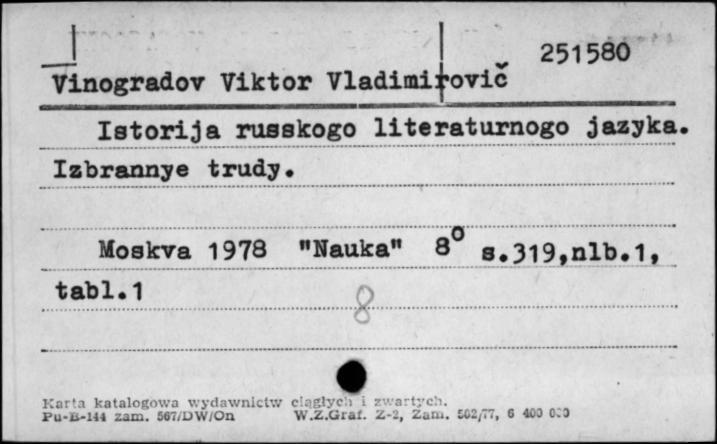 251580
Vinogradov Viktor Vladimirovič
Istorija russkogo literaturnogo jazyka.
Izbrannye trudy.
Moskva 1978 "Nauka" 8° s.319,nlb.1,
tabl.1
8
Karta katalogowa wydawnictw ciągłych i zwartych.
Pu-B-144 zam. 567/DW/On W.Z.Graf. Z-2, Zam. 502/77, 6 400 000